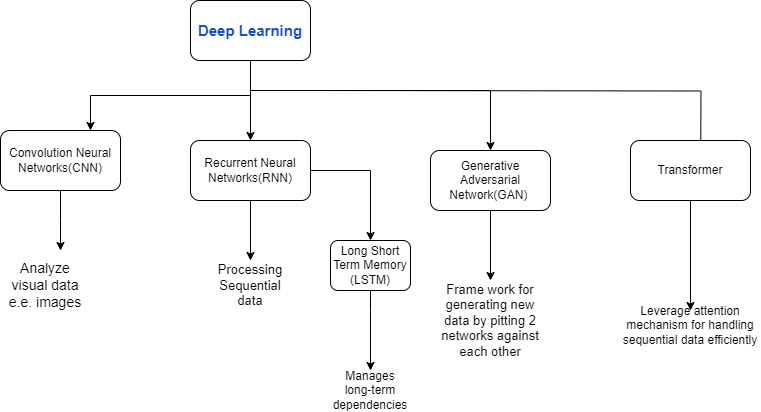 Deep Learning
Convolution Neural
Networks(CNN)
Recurrent Neural
Networks(RNN)
Generative
Adversarial
Network(GAN)
Transformer
Long Short
Term Memory
(LSTM)
Analyze
visual data
e.e. images
Processing
Sequential
data
Frame work for
generating new
data by pitting 2
networks against
each other
Leverage attention
mechanism for handling
sequential data efficiently
Manages
long-term
dependencies